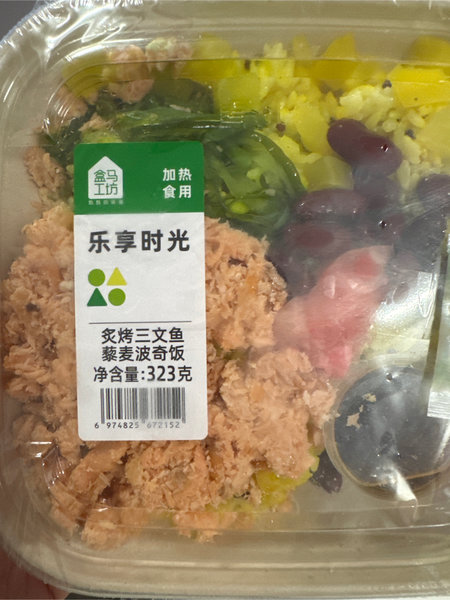 盒马
工坊
加热
食用
乐享时光
炙烤三文鱼
藜麦波奇饭
净含量:323克
6 974825 672152